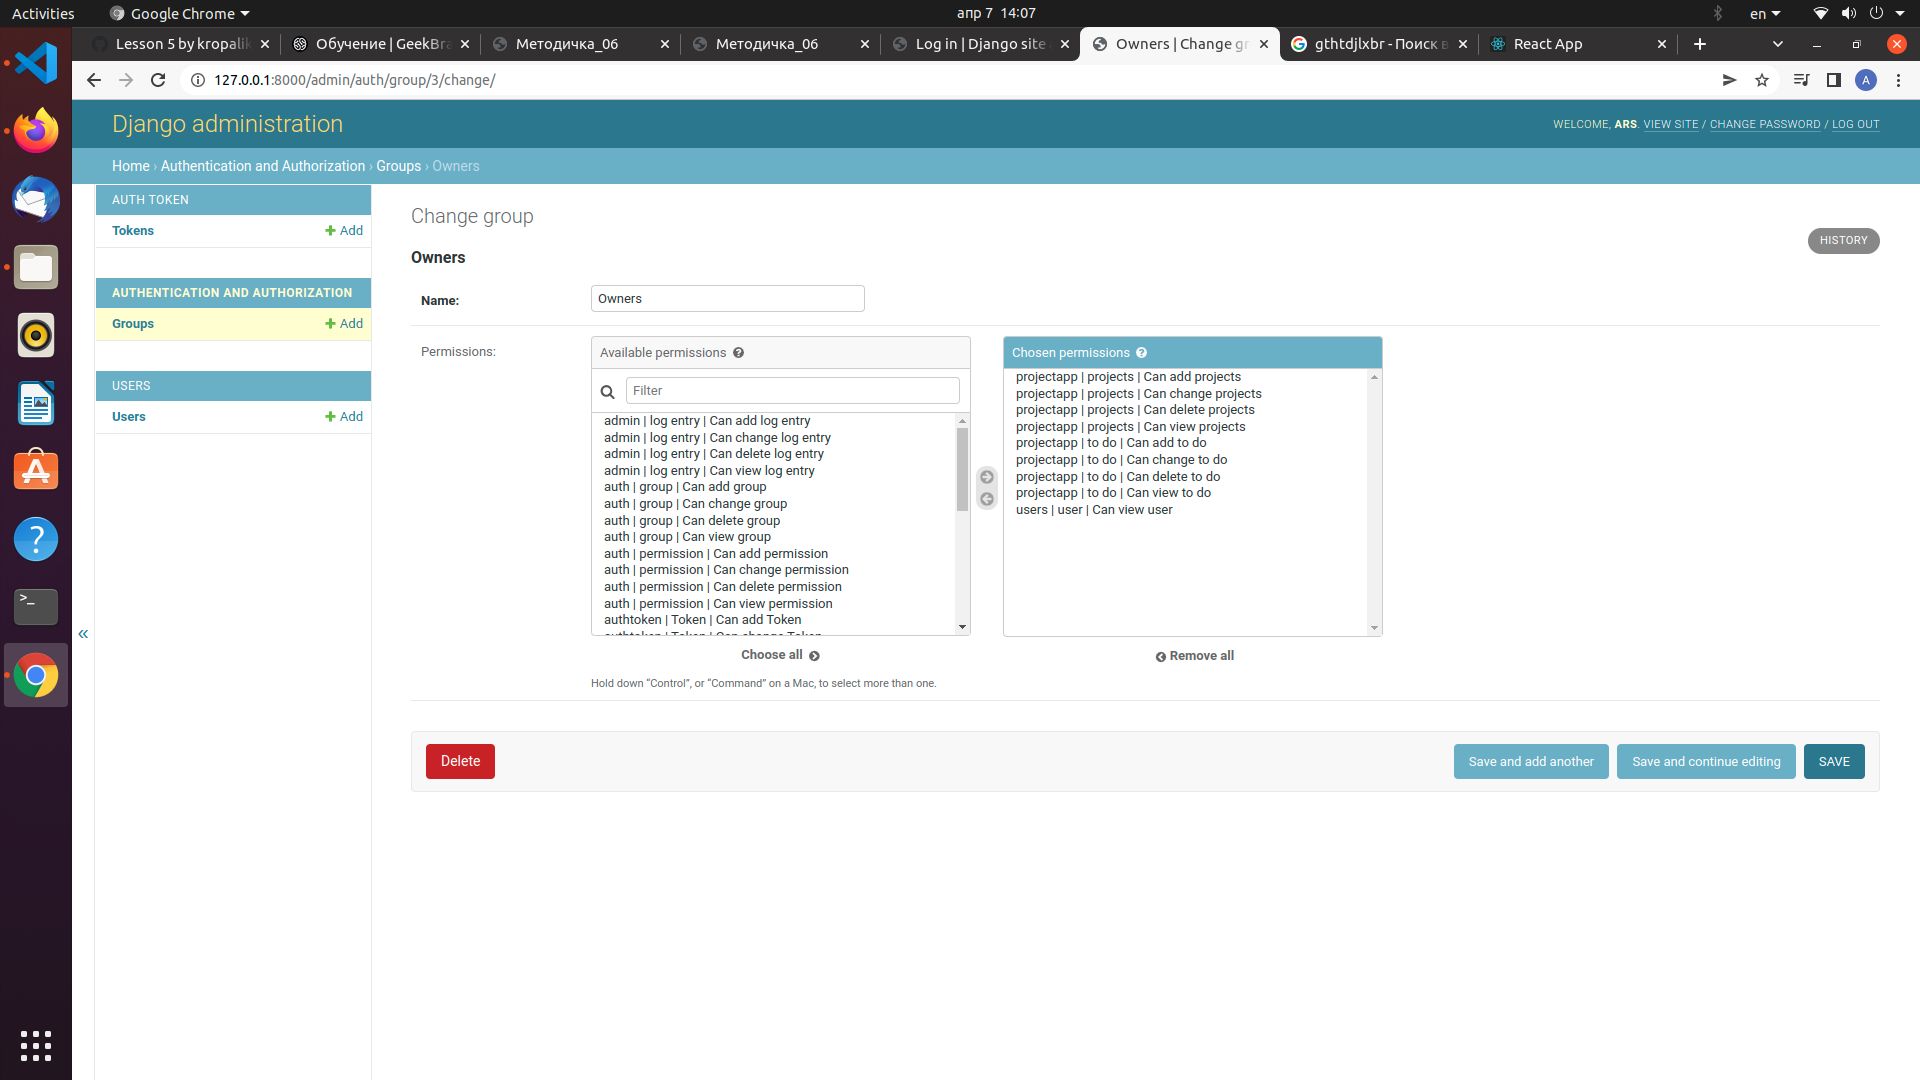 Activities
Google Chrome
апр 7 14:07
en
Lesson 5 by kropali
Обучение | GeekBra
Методичка_06
Методичка_06
Log in | Django site
Owners | Change gr
gthtdjlxbr - Поиск в
React App
127.0.0.1:8000/admin/auth/group/3/change/
A
Django administration
WELCOME, ARS. VIEW SITE / CHANGE PASSWORD / LOG OUT
Home › Authentication and Authorization › Groups › Owners
AUTH TOKEN
Tokens
Add
AUTHENTICATION AND AUTHORIZATION
Groups
Add
USERS
Users
Add
«
Change group
HISTORY
Owners
Name:
Owners
Permissions:
Available permissions
Filter
admin | log entry | Can add log entry
admin | log entry | Can change log entry
admin | log entry | Can delete log entry
admin | log entry | Can view log entry
auth | group | Can add group
auth | group | Can change group
auth | group | Can delete group
auth | group | Can view group
auth | permission | Can add permission
auth | permission | Can change permission
auth | permission | Can delete permission
auth | permission | Can view permission
authtoken | Token | Can add Token
authtoken | Token | Can change Token
Choose all
Hold down “Control”, or “Command” on a Mac, to select more than one.
Chosen permissions
projectapp | projects | Can add projects
projectapp | projects | Can change projects
projectapp | projects | Can delete projects
projectapp | projects | Can view projects
projectapp | to do | Can add to do
projectapp | to do | Can change to do
projectapp | to do | Can delete to do
projectapp | to do | Can view to do
users | user | Can view user
Remove all
Delete
Save and add another
Save and continue editing
SAVE